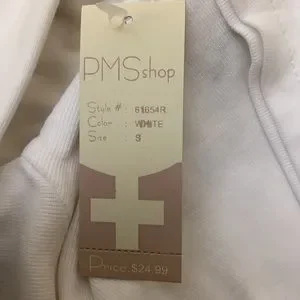 PMSshop
Style # : 61654R
Color : WHITE
Size : S
Price: $24.99